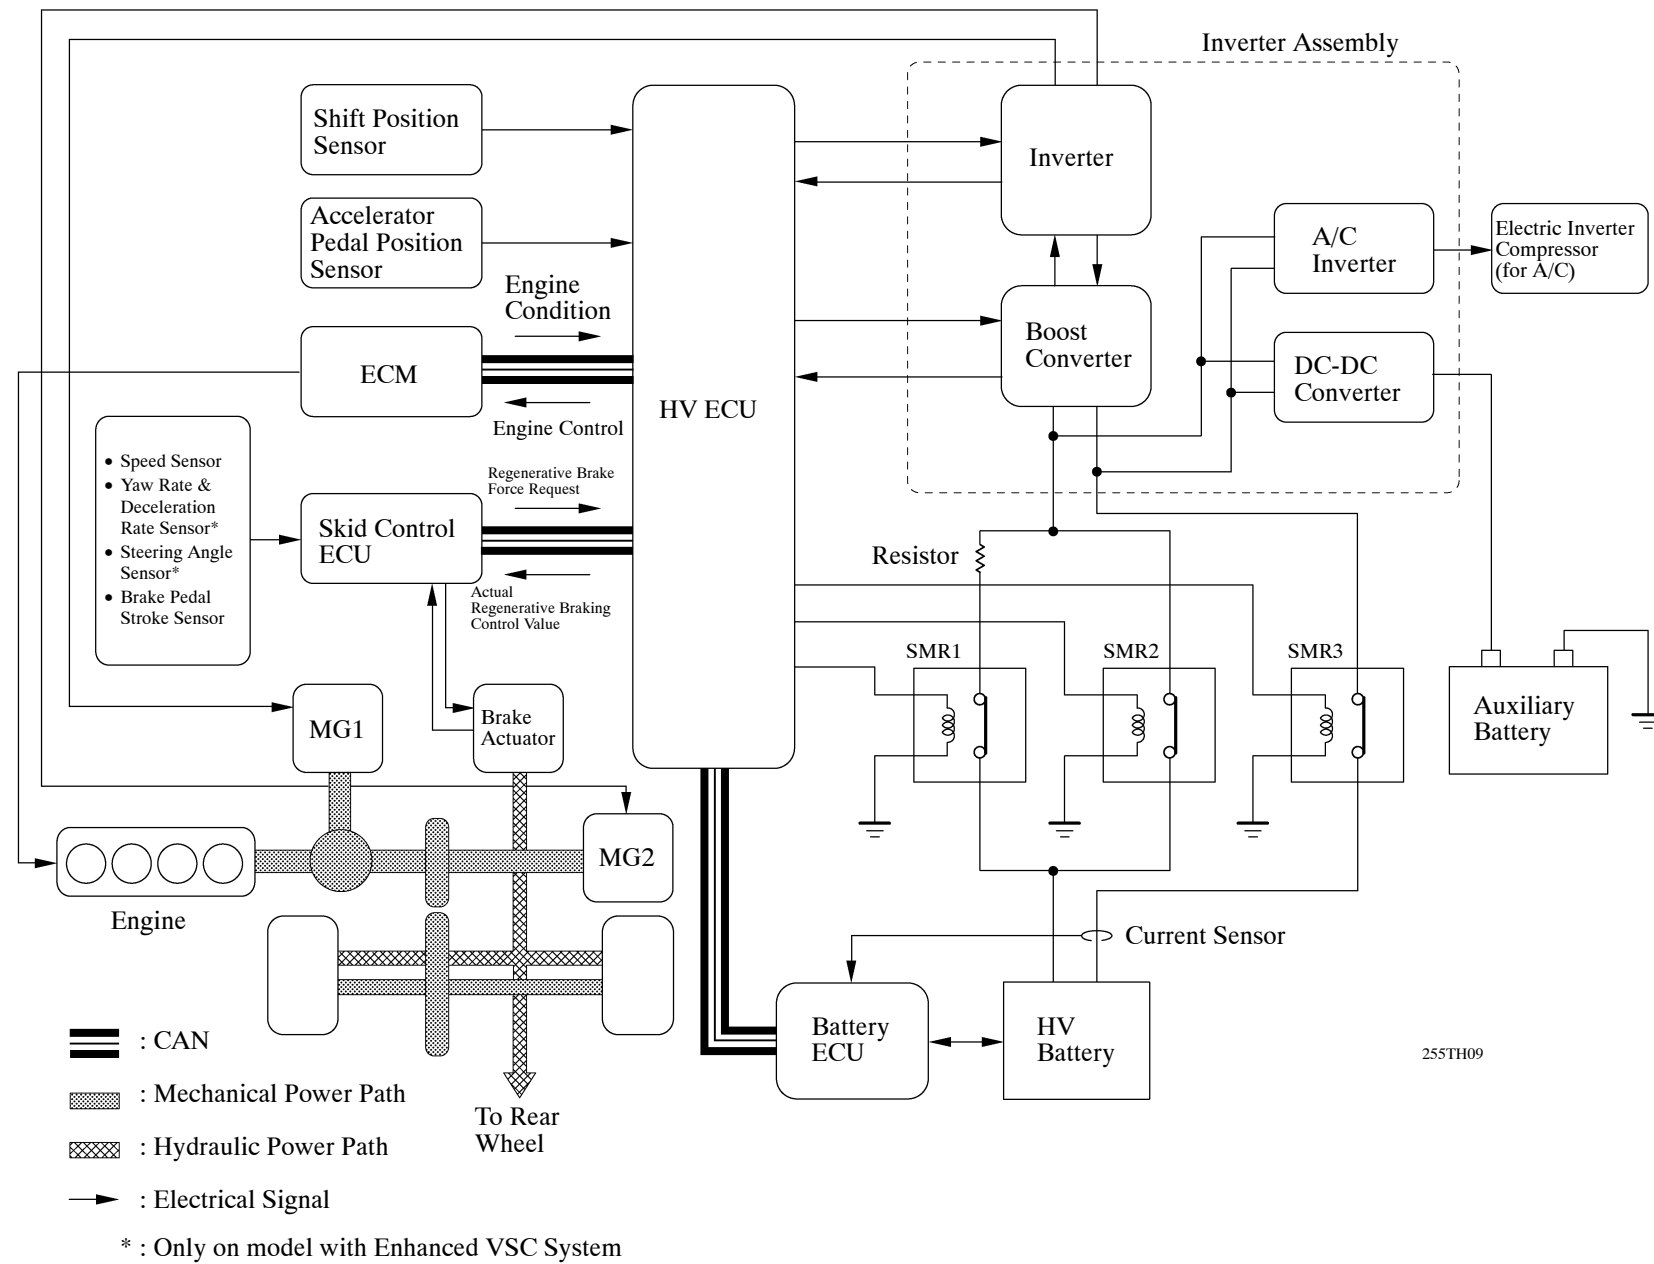 Inverter Assembly
Shift Position
Sensor
Inverter
Accelerator
Pedal Position
Sensor
A/C
Inverter
Electric Inverter
Compressor
(for A/C)
Engine
Condition
Boost
Converter
ECM
DC-DC
Converter
HV ECU
Engine Control
• Speed Sensor
• Yaw Rate &
Deceleration
Rate Sensor*
• Steering Angle
Sensor*
• Brake Pedal
Stroke Sensor
Regenerative Brake
Force Request
Skid Control
ECU
Resistor
Actual
Regenerative Braking
Control Value
SMR1
SMR2
SMR3
MG1
Brake
Actuator
Auxiliary
Battery
MG2
Engine
Current Sensor
Battery
ECU
HV
Battery
255TH09
: CAN
: Mechanical Power Path
To Rear
Wheel
: Hydraulic Power Path
: Electrical Signal
* : Only on model with Enhanced VSC System